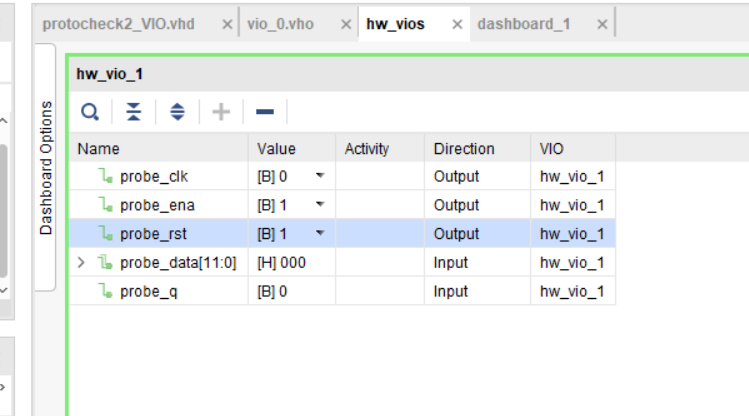 protocheck2_VIO.vhd × vio_0.vho × hw_vios × dashboard_1 ×
Dashboard Options
hw_vio_1
Name Value Activity Direction VIO
probe_clk [B] 0 Output hw_vio_1
probe_ena [B] 1 Output hw_vio_1
probe_rst [B] 1 Output hw_vio_1
probe_data[11:0] [H] 000 Input hw_vio_1
probe_q [B] 0 Input hw_vio_1